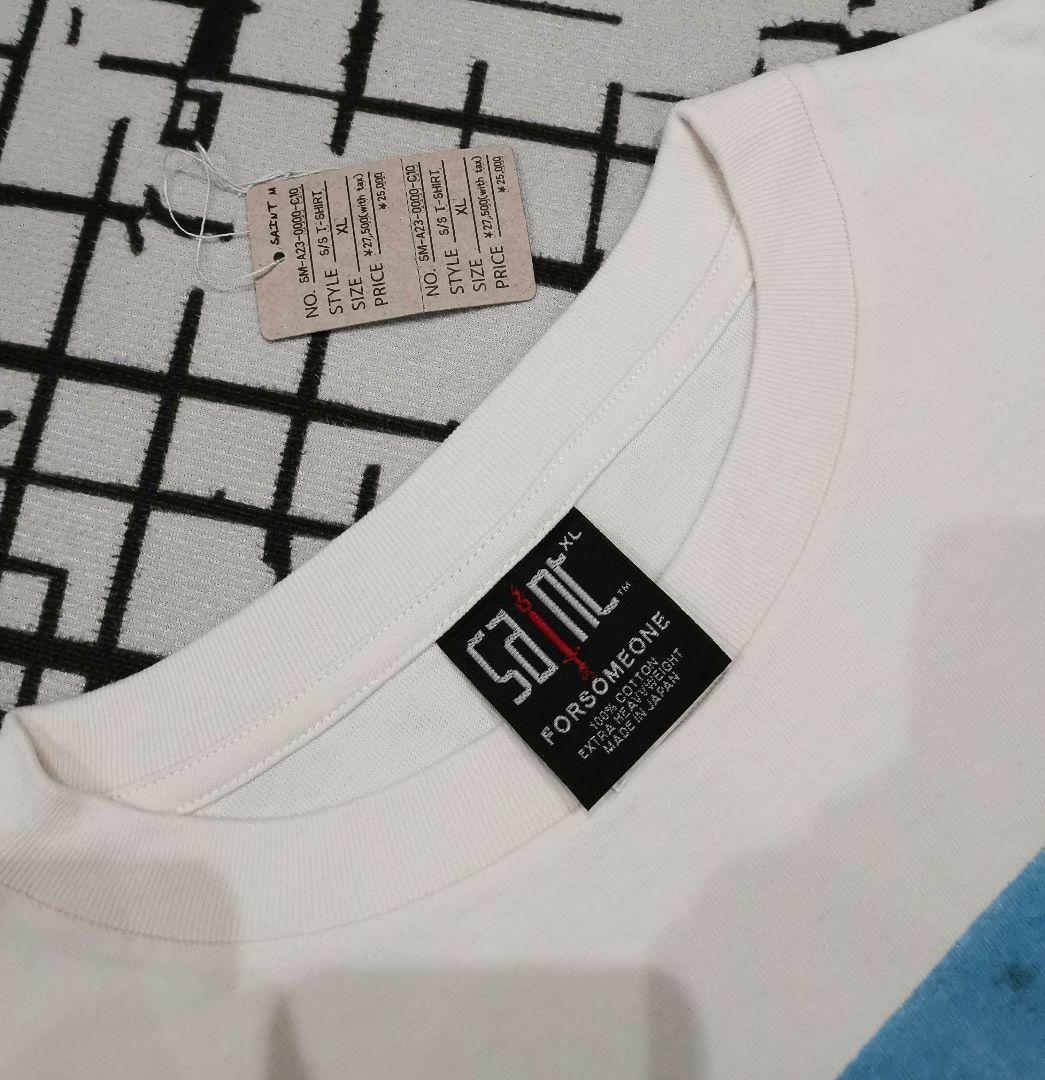 SAINT M
NO. SM-A23-0000-C10
STYLE S/S T-SHIRT
SIZE XL
PRICE ¥27,500(with tax)
¥25,000
NO. SM-A23-0000-C10
STYLE S/S T-SHIRT
SIZE XL
PRICE ¥27,500(with tax)
¥25,000
XL
SAINT™
FORSOMEONE
100% COTTON
EXTRA HEAVYWEIGHT
MADE IN JAPAN